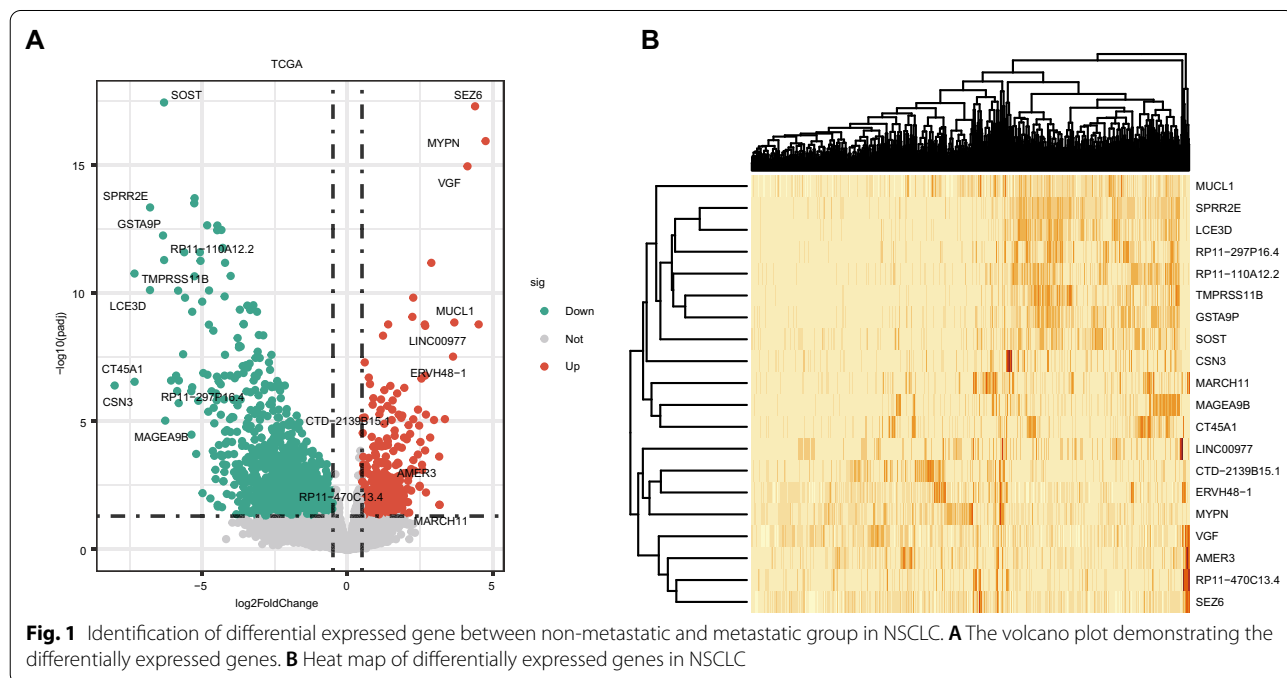 A
TCGA
SOST
SEZ6
MYPN
VGF
SPRR2E
GSTA9P
RP11−110A12.2
TMPRSS11B
LCE3D
MUCL1
LINC00977
ERVH48−1
CT45A1
CSN3
RP11−297P16.4
CTD−2139B15.1
MAGEA9B
AMER3
RP11−470C13.4
MARCH11
15
10
5
0
−log10(padj)
−5
0
5
log2FoldChange
sig
Down
Not
Up
B
MUCL1
SPRR2E
LCE3D
RP11−297P16.4
RP11−110A12.2
TMPRSS11B
GSTA9P
SOST
CSN3
MARCH11
MAGEA9B
CT45A1
LINC00977
CTD−2139B15.1
ERVH48−1
MYPN
VGF
AMER3
RP11−470C13.4
SEZ6
Fig. 1 Identification of differential expressed gene between non-metastatic and metastatic group in NSCLC. A The volcano plot demonstrating the
differentially expressed genes. B Heat map of differentially expressed genes in NSCLC